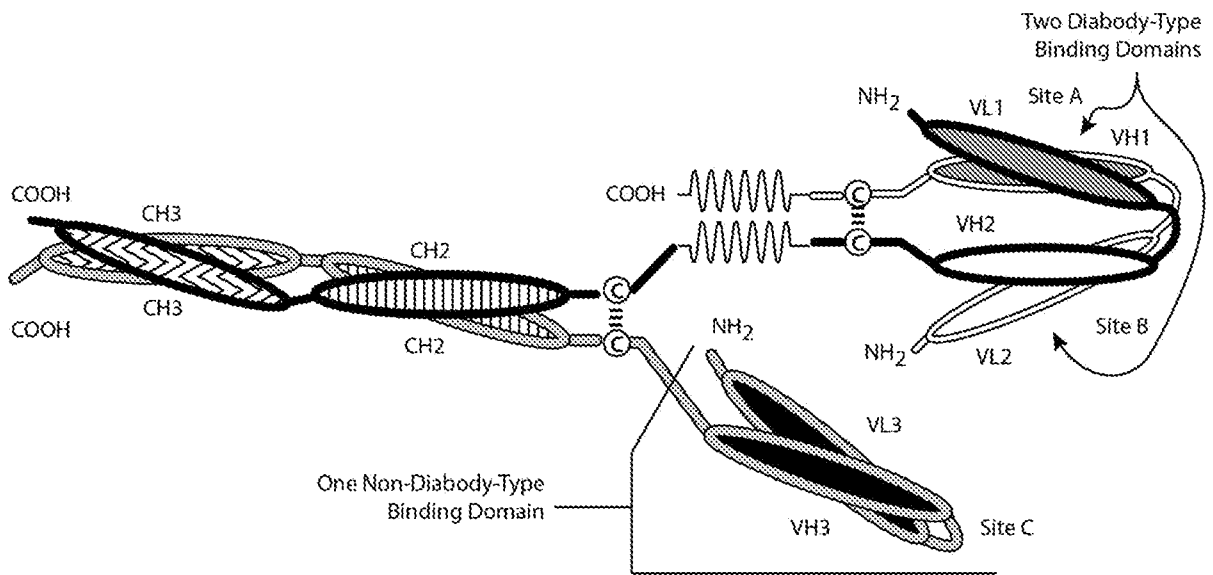 Two Diabody-Type
Binding Domains
NH2
VL1
Site A
VH1
COOH
COOH
CH3
C
VH2
CH2
C
CH3
C
NH2
Site B
COOH
CH2
C
NH2
VL2
VL3
One Non-Diabody-Type
Binding Domain
VH3
Site C